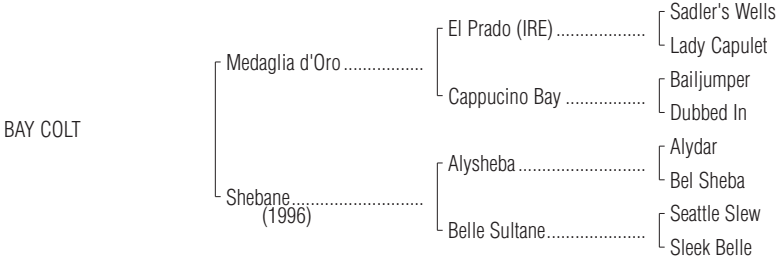 Sadler's Wells
El Prado (IRE)....................
Lady Capulet
Medaglia d'Oro.................
Bailjumper
Cappucino Bay .................
Dubbed In
BAY COLT
Alydar
Alysheba...........................
Bel Sheba
Shebane............................
(1996)
Seattle Slew
Belle Sultane.....................
Sleek Belle